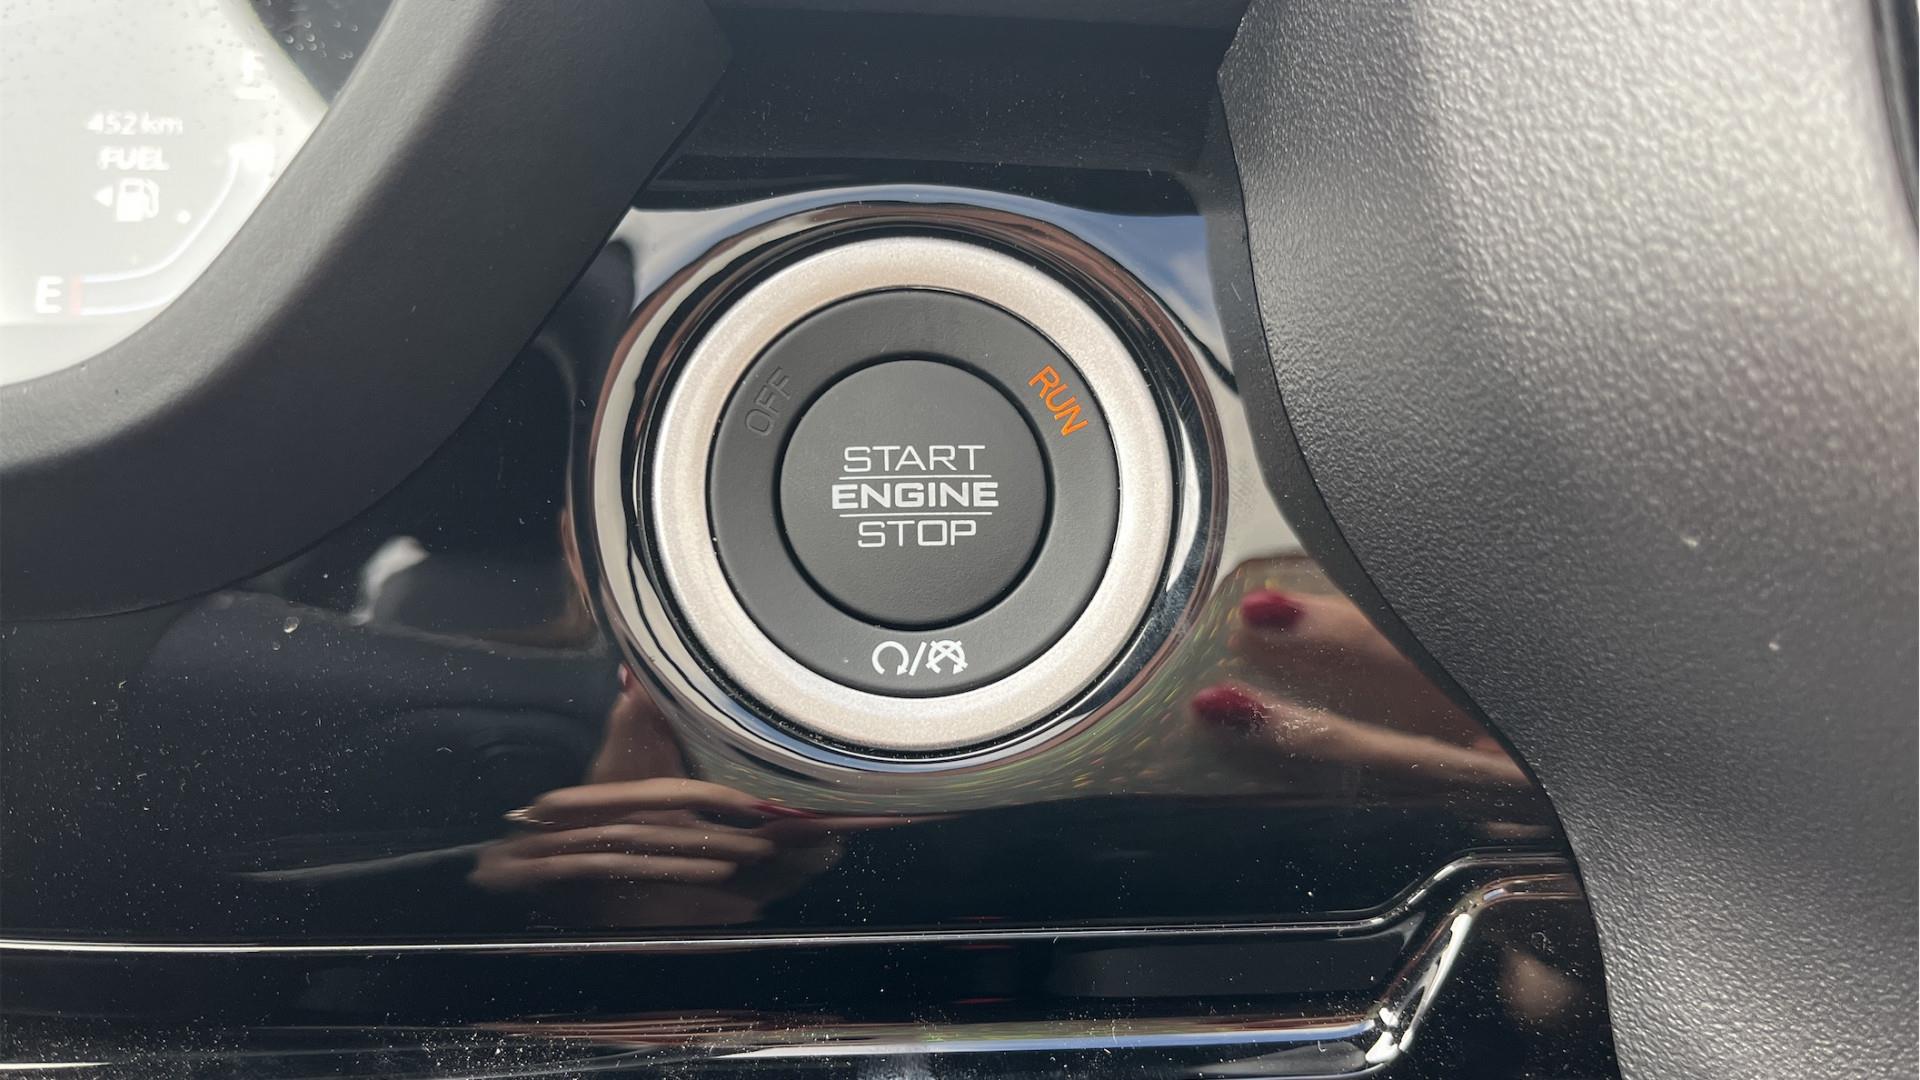 452 km
FUEL
E
OFF
RUN
START
ENGINE
STOP